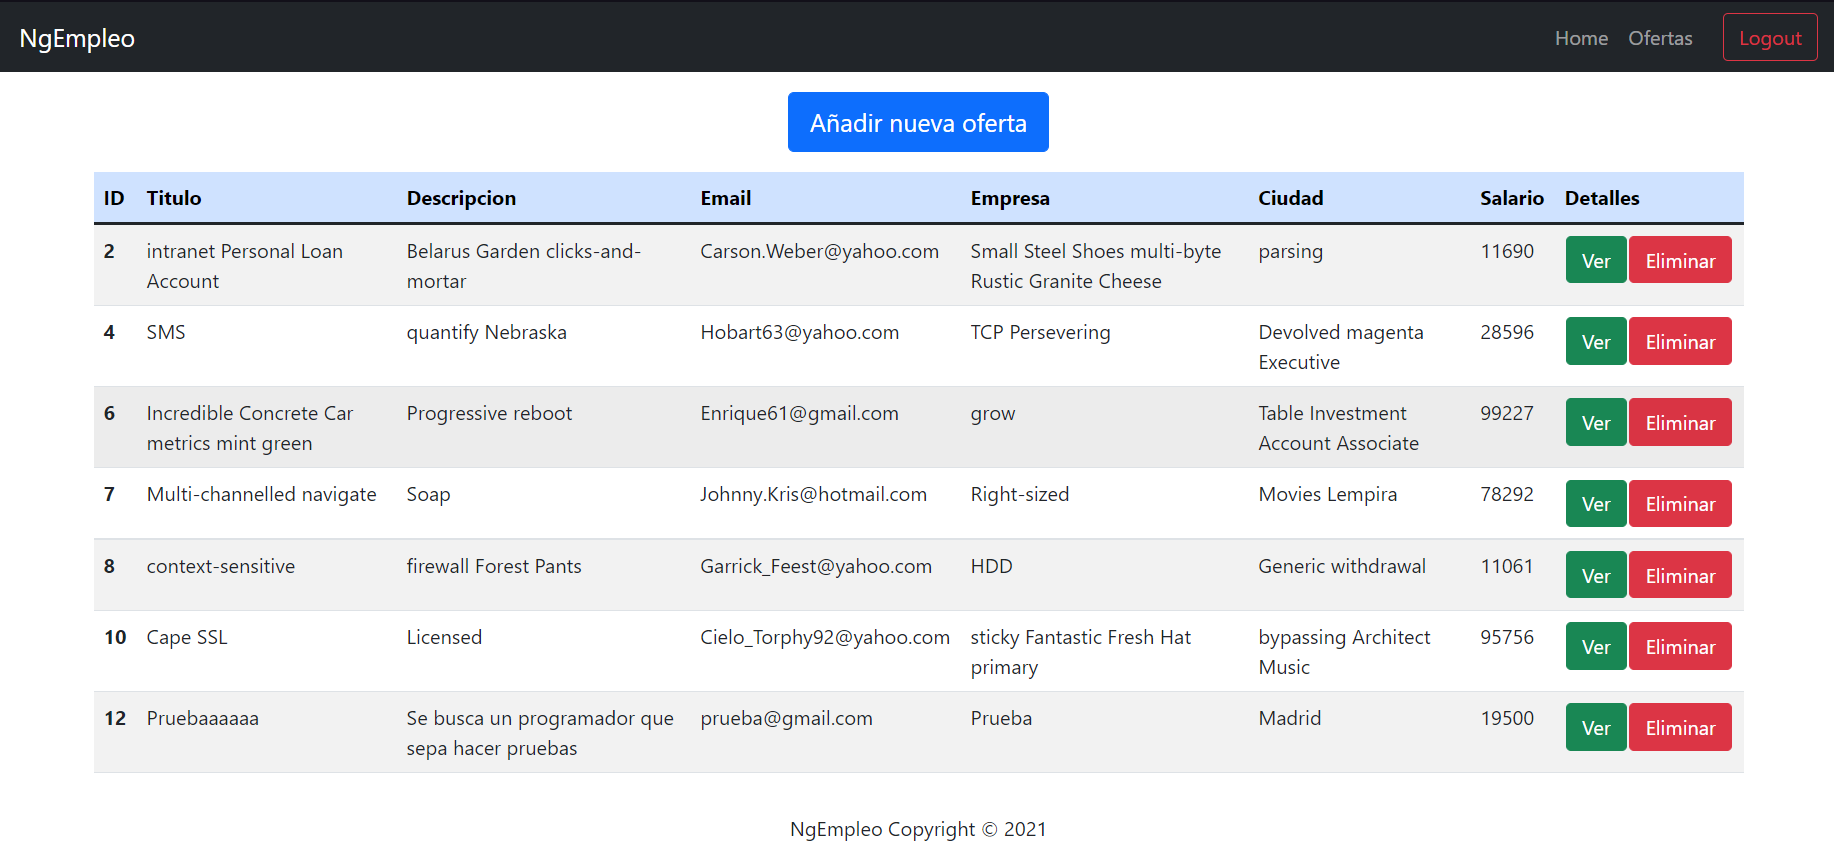 NgEmpleo Home Ofertas Logout
Añadir nueva oferta
ID Titulo Descripcion Email Empresa Ciudad Salario Detalles
2 intranet Personal Loan Belarus Garden clicks-and- Carson.Weber@yahoo.com Small Steel Shoes multi-byte parsing 11690 Ver Eliminar
Account mortar Rustic Granite Cheese
4 SMS quantify Nebraska Hobart63@yahoo.com TCP Persevering Devolved magenta 28596 Ver Eliminar
Executive
6 Incredible Concrete Car Progressive reboot Enrique61@gmail.com grow Table Investment 99227 Ver Eliminar
metrics mint green Account Associate
7 Multi-channelled navigate Soap Johnny.Kris@hotmail.com Right-sized Movies Lempira 78292 Ver Eliminar
8 context-sensitive firewall Forest Pants Garrick_Feest@yahoo.com HDD Generic withdrawal 11061 Ver Eliminar
10 Cape SSL Licensed Cielo_Torphy92@yahoo.com sticky Fantastic Fresh Hat bypassing Architect 95756 Ver Eliminar
primary Music
12 Pruebaaaaaa Se busca un programador que prueba@gmail.com Prueba Madrid 19500 Ver Eliminar
sepa hacer pruebas
NgEmpleo Copyright © 2021